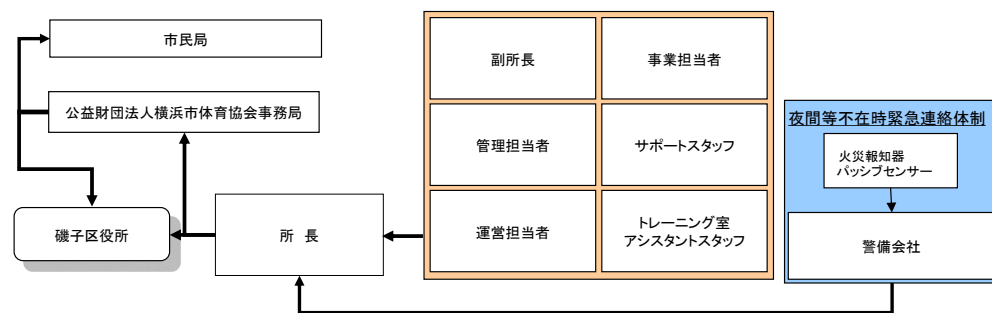 市民局
公益財団法人横浜市体育協会事務局
磯子区役所
所 長
副所長
事業担当者
管理担当者
サポートスタッフ
運営担当者
トレーニング室
アシスタントスタッフ
夜間等不在時緊急連絡体制
火災報知器
パッシブセンサー
警備会社